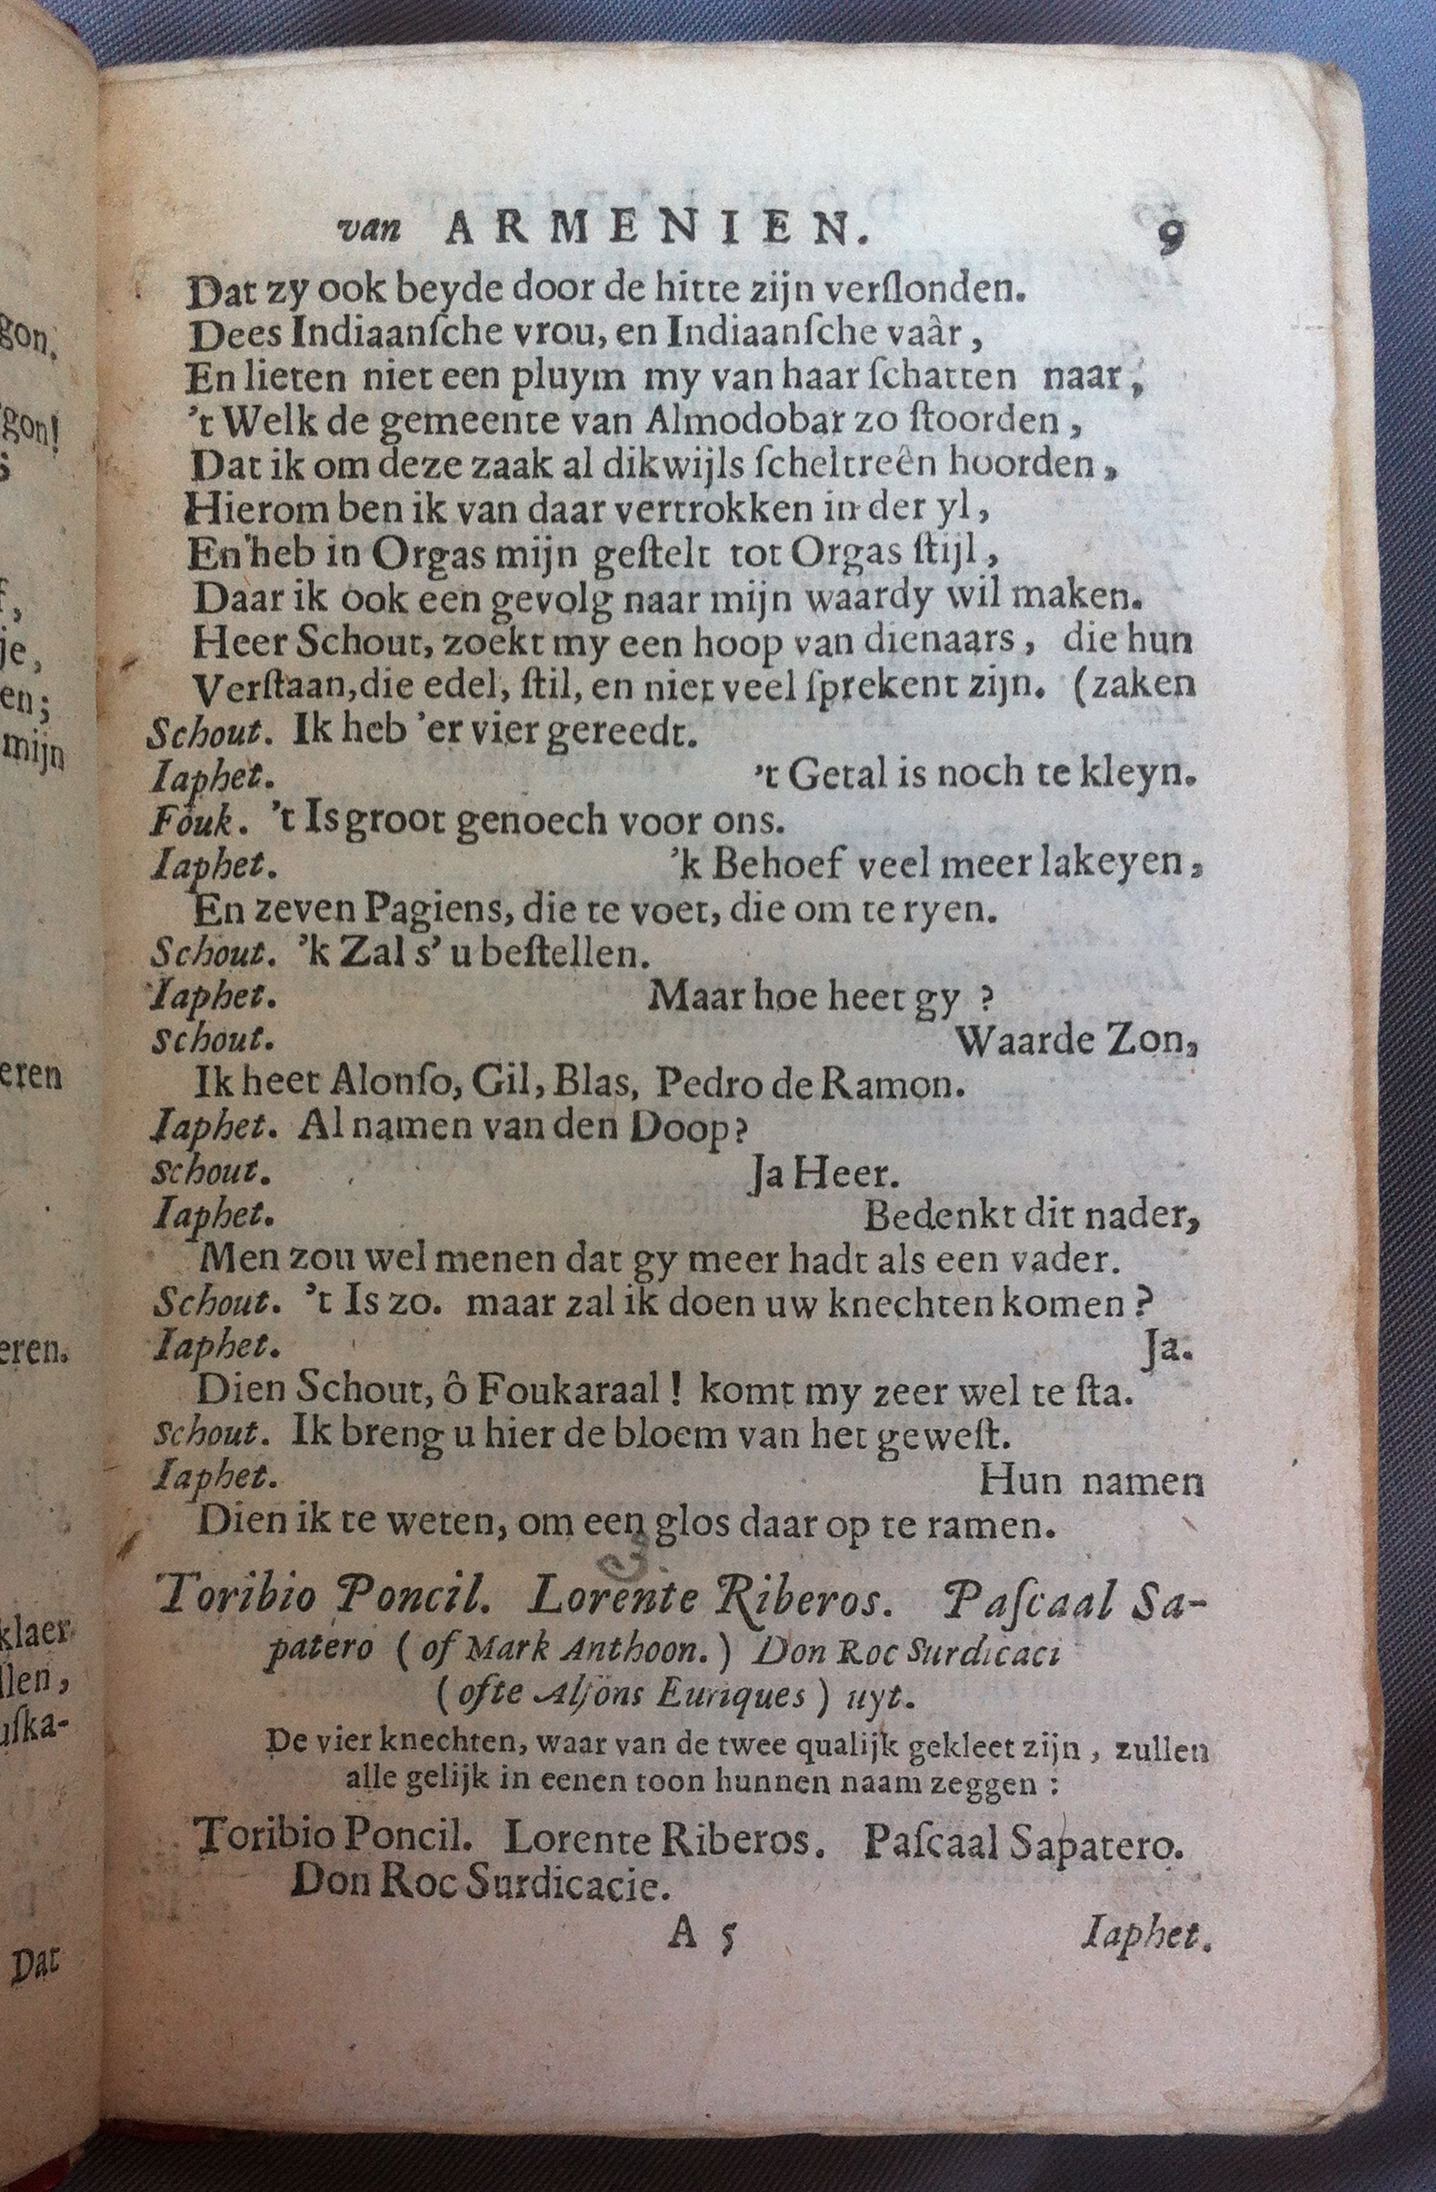 van ARMENIEN. 9
Dat zy ook beyde door de hitte zijn verſlonden.
Dees Indiaanſche vrou, en Indiaanſche vaâr,
En lieten niet een pluym my van haar ſchatten naar,
't Welk de gemeente van Almodobar zo ſtoorden,
Dat ik om deze zaak al dikwijls ſcheltreên hoorden,
Hierom ben ik van daar vertrokken in der yl,
En heb in Orgas mijn geſtelt tot Orgas ſtijl,
Daar ik ook een gevolg naar mijn waardy wil maken.
Heer Schout, zoekt my een hoop van dienaars, die hun
Verſtaan, die edel, ſtil, en niet veel ſprekent zijn. (zaken
Schout. Ik heb 'er vier gereedt.
Iaphet. 't Getal is noch te kleyn.
Fouk. 't Is groot genoech voor ons.
Iaphet. 'k Behoef veel meer lakeyen,
En zeven Pagiens, die te voet, die om te ryen.
Schout. 'k Zal s' u beſtellen.
Iaphet. Maar hoe heet gy?
Schout. Waarde Zon,
Ik heet Alonſo, Gil, Blas, Pedro de Ramon.
Iaphet. Al namen van den Doop?
Schout. Ja Heer.
Iaphet. Bedenkt dit nader,
Men zou wel menen dat gy meer hadt als een vader.
Schout. 't Is zo. maar zal ik doen uw knechten komen?
Iaphet. Ja.
Dien Schout, ô Foukaraal! komt my zeer wel te ſta.
Schout. Ik breng u hier de bloem van het geweſt.
Iaphet. Hun namen
Dien ik te weten, om een glos daar op te ramen.
Toribio Poncil. Lorente Riberos. Paſcaal Sa-
patero (of Mark Anthoon.) Don Roc Surdicaci
(ofte Alfons Euriques) uyt.
De vier knechten, waar van de twee qualijk gekleet zijn, zullen
alle gelijk in eenen toon hunnen naam zeggen:
Toribio Poncil. Lorente Riberos. Paſcaal Sapatero.
Don Roc Surdicacie.
A 5 Iaphet.
gon.
gon!
je,
en;
mijn
eren
eren.
klaer
llen,
uſka-
Dat